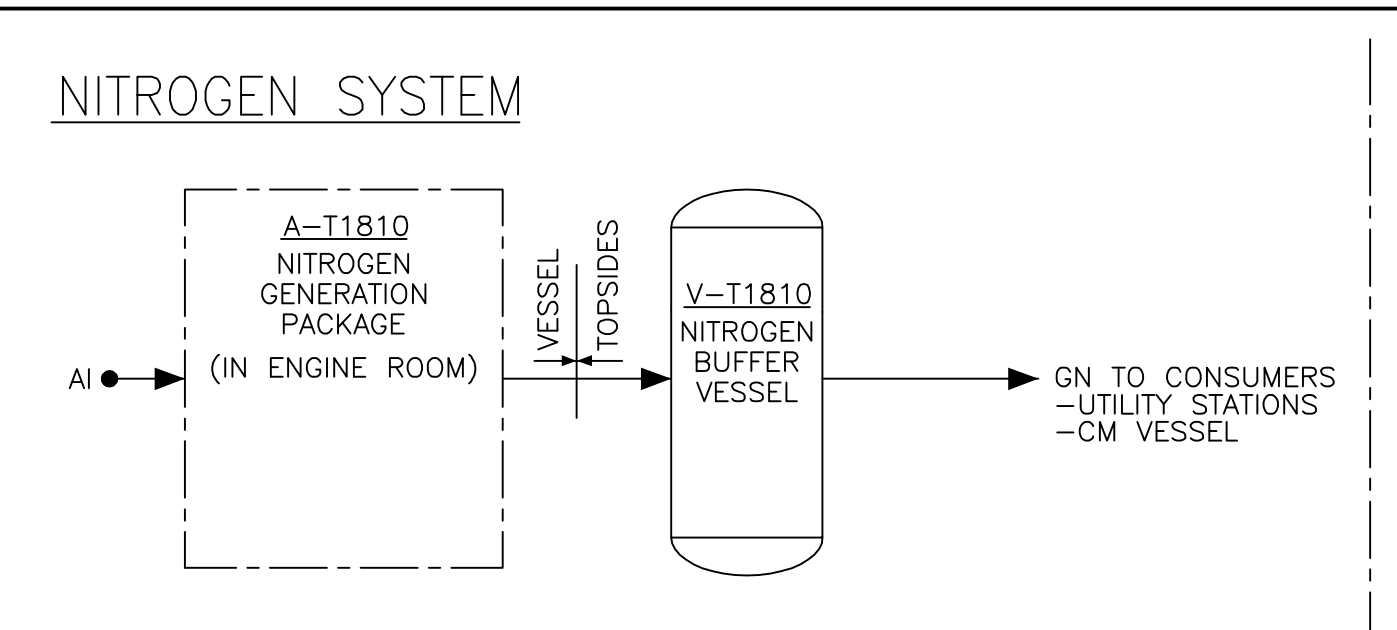 NITROGEN SYSTEM
A-T1810
NITROGEN
GENERATION
PACKAGE
(IN ENGINE ROOM)
AI
VESSEL
TOPSIDES
V-T1810
NITROGEN
BUFFER
VESSEL
GN TO CONSUMERS
-UTILITY STATIONS
-CM VESSEL